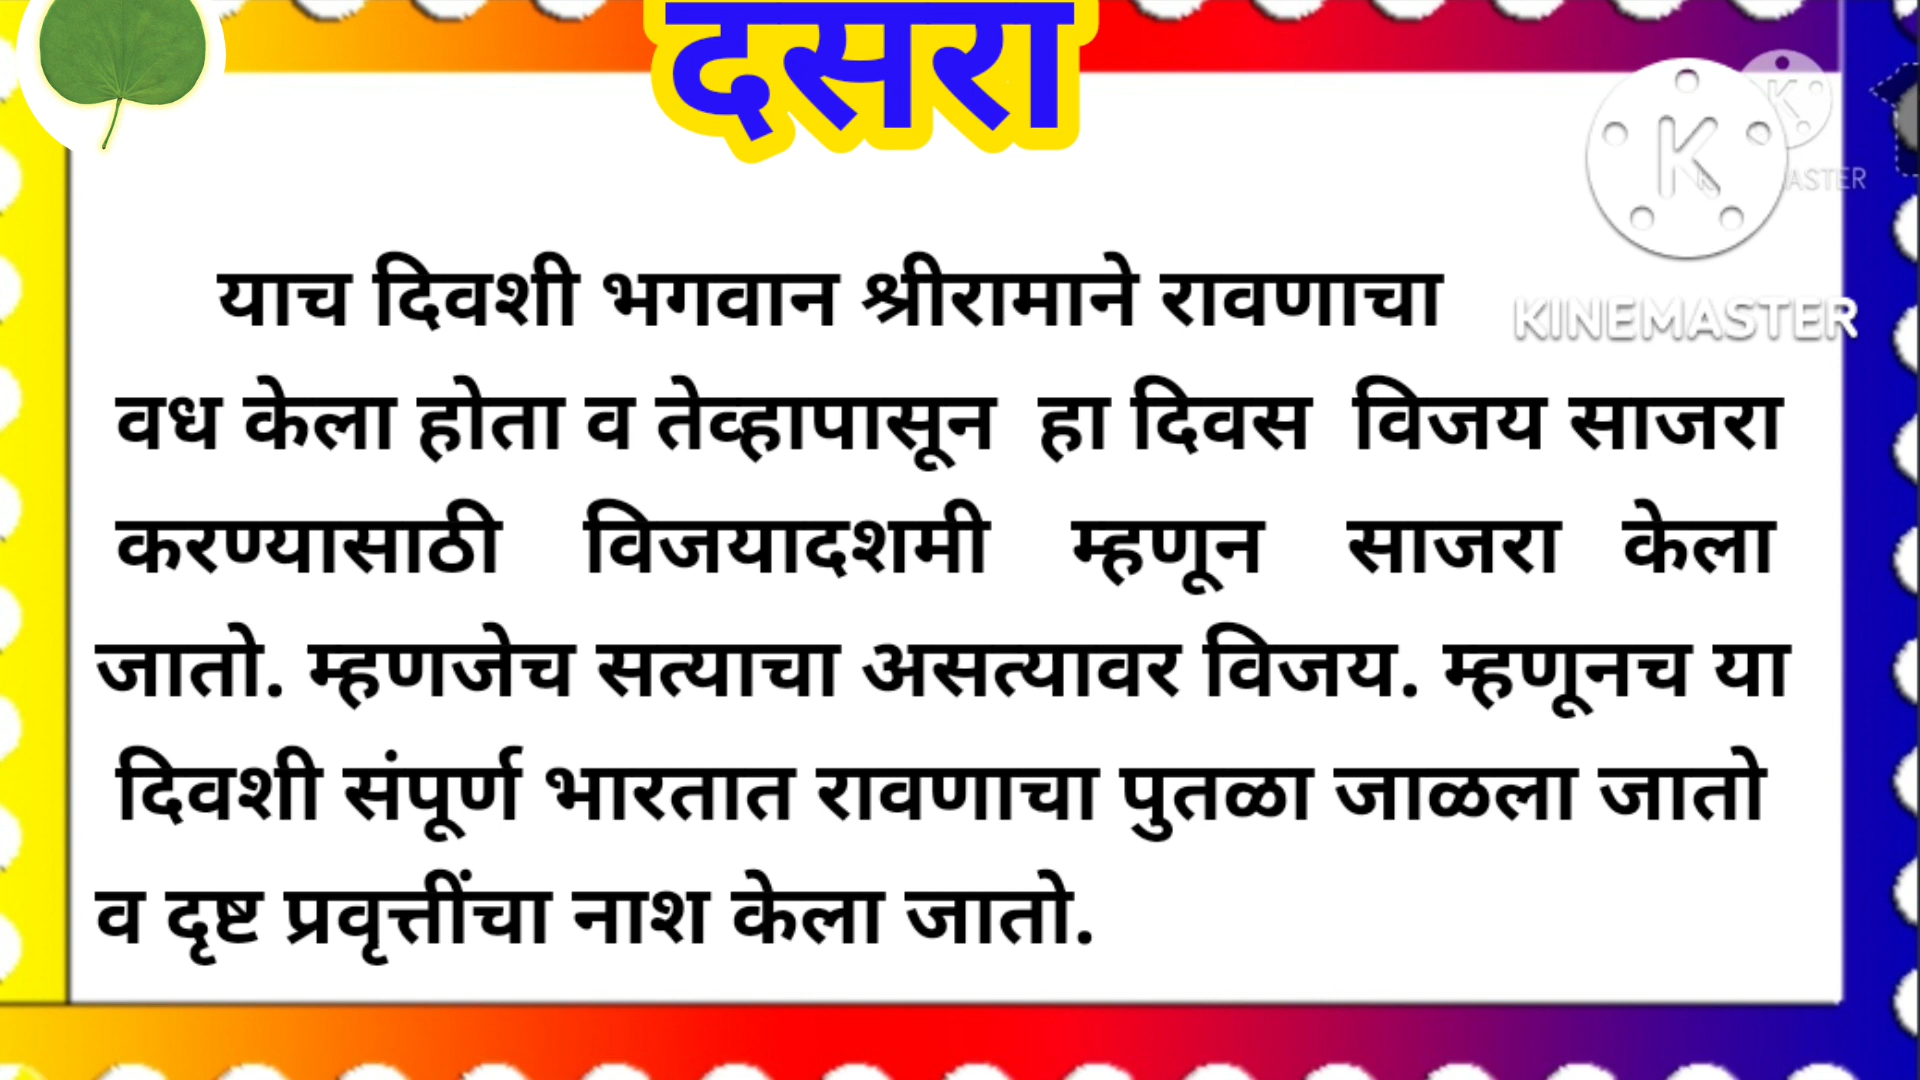 दसरा
K
KINEMASTER
K
ASTER
याच दिवशी भगवान श्रीरामाने रावणाचा
वध केला होता व तेव्हापासून हा दिवस विजय साजरा
करण्यासाठी विजयादशमी म्हणून साजरा केला
जातो. म्हणजेच सत्याचा असत्यावर विजय. म्हणूनच या
दिवशी संपूर्ण भारतात रावणाचा पुतळा जाळला जातो
व दृष्ट प्रवृत्तींचा नाश केला जातो.